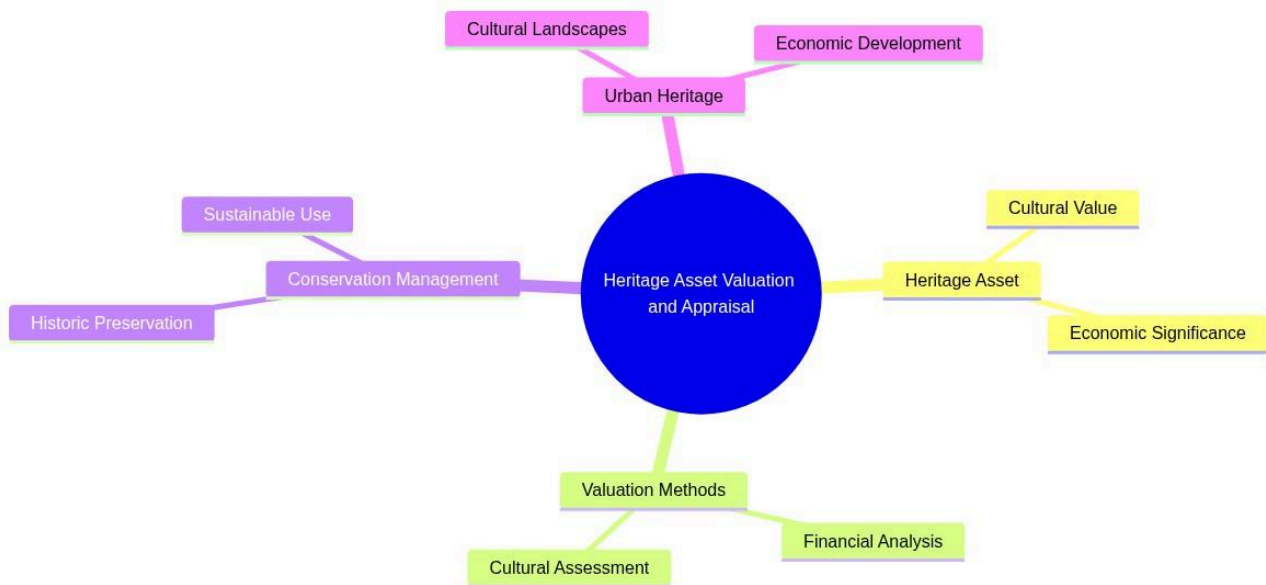 Cultural Landscapes
Economic Development
Urban Heritage
Sustainable Use
Cultural Value
Conservation Management
Heritage Asset Valuation
and Appraisal
Heritage Asset
Historic Preservation
Economic Significance
Valuation Methods
Financial Analysis
Cultural Assessment